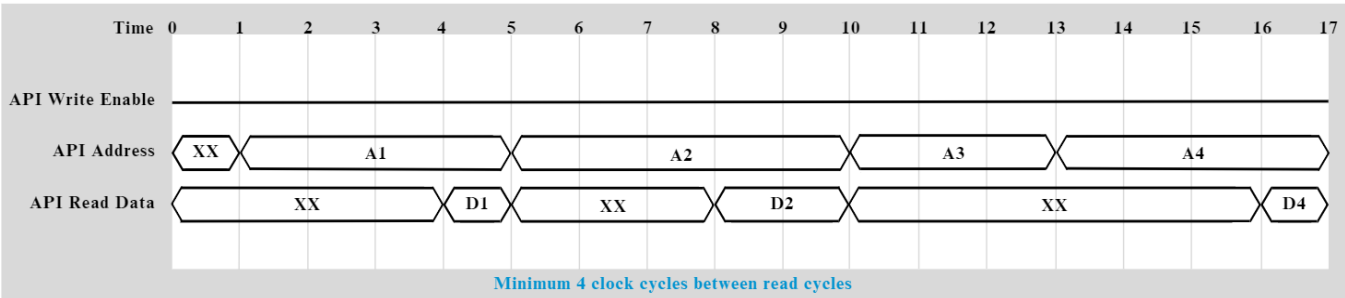 Time 0 1 2 3 4 5 6 7 8 9 10 11 12 13 14 15 16 17
API Write Enable
API Address XX A1 A2 A3 A4
API Read Data XX D1 XX D2 XX D4
Minimum 4 clock cycles between read cycles